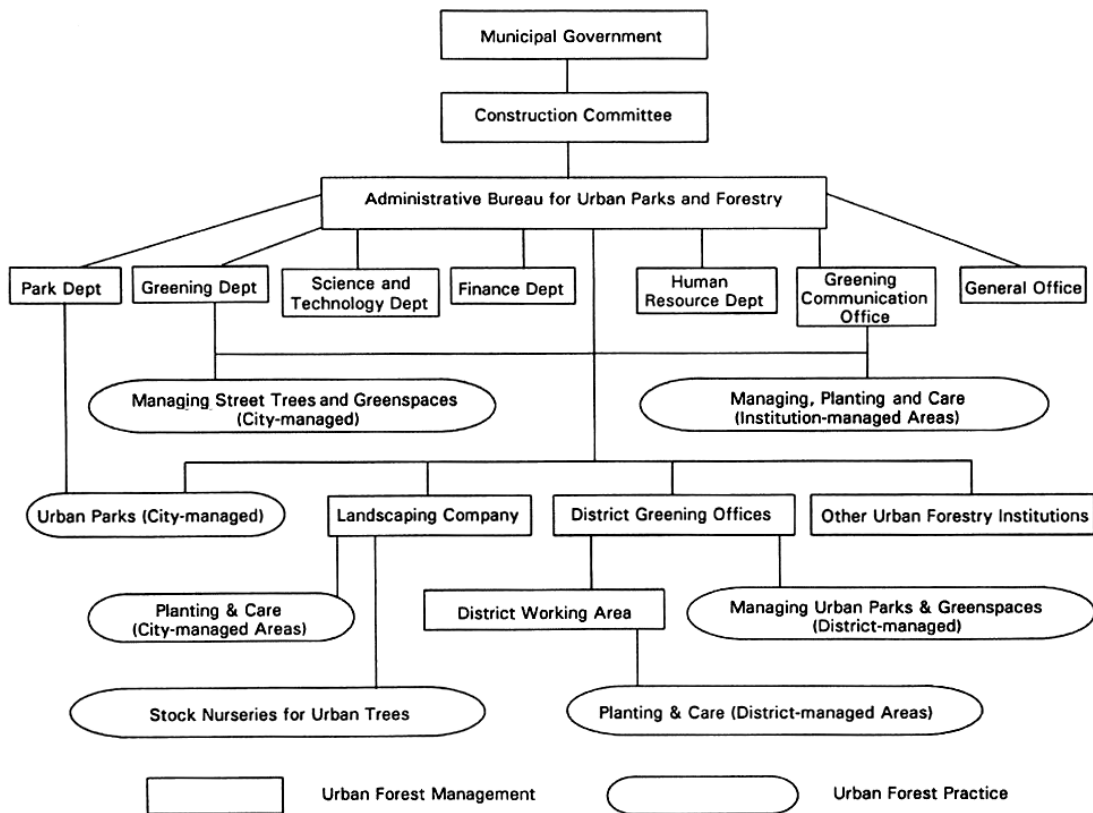 Municipal Government
Construction Committee
Administrative Bureau for Urban Parks and Forestry
Park Dept
Greening Dept
Science and
Technology Dept
Finance Dept
Human
Resource Dept
Greening
Communication
Office
General Office
Managing Street Trees and Greenspaces
(City-managed)
Managing, Planting and Care
(Institution-managed Areas)
Urban Parks (City-managed)
Landscaping Company
District Greening Offices
Other Urban Forestry Institutions
Planting & Care
(City-managed Areas)
District Working Area
Managing Urban Parks & Greenspaces
(District-managed)
Stock Nurseries for Urban Trees
Planting & Care (District-managed Areas)
Urban Forest Management
Urban Forest Practice